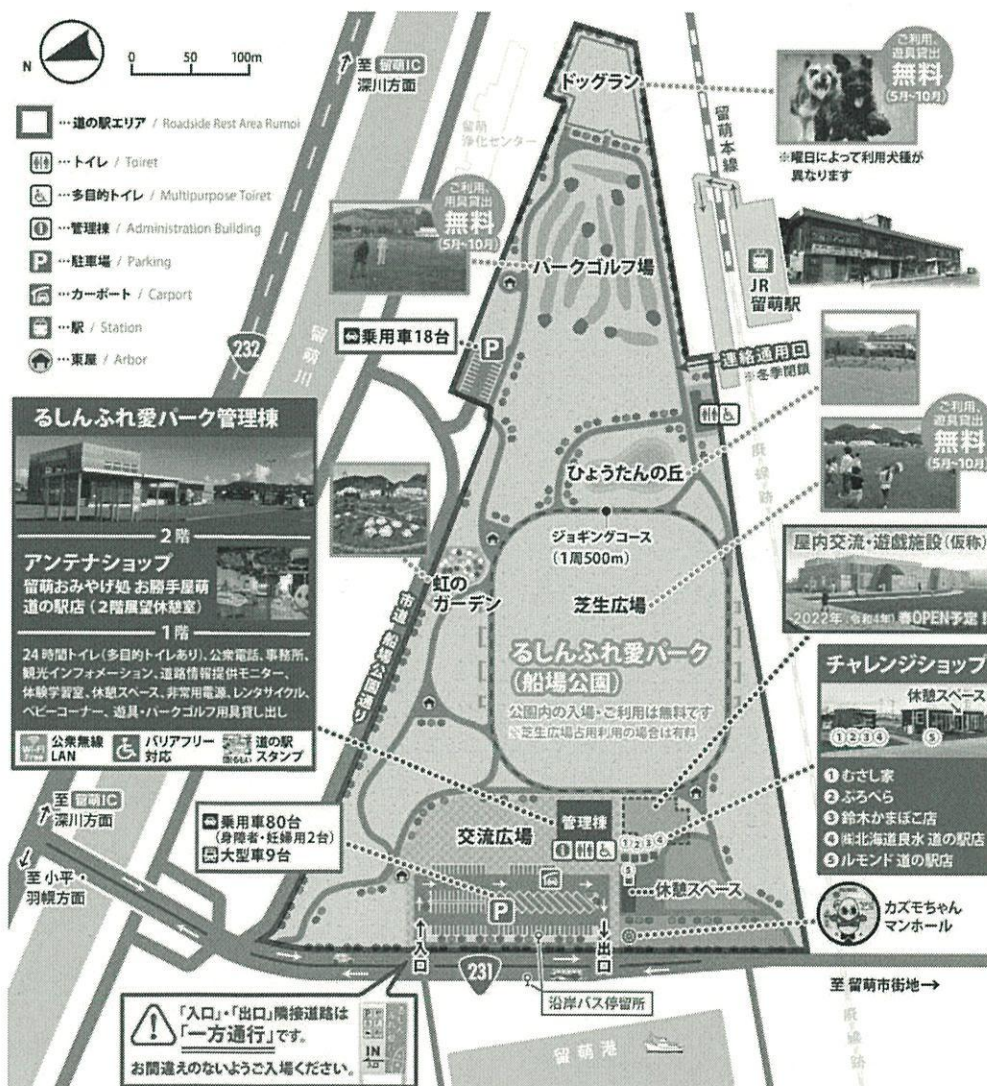 N
0 50 100m
…道の駅エリア / Roadside Rest Area Rumoi
…トイレ / Toiret
…多目的トイレ / Multipurpose Toiret
…管理棟 / Administration Building
P …駐車場 / Parking
…カーポート / Carport
…駅 / Station
…東屋 / Arbor
至 留萌IC
深川方面
留萌
浄化センター
ドッグラン
留萌本線
ご利用、
遊具貸出
無料
(5月~10月)
※曜日によって利用犬種が
異なります
ご利用、
用具貸出
無料
(5月~10月)
パークゴルフ場
JR
留萌駅
232
留萌川
乗用車18台
P
連絡通用口
※冬季閉鎖
ご利用、
遊具貸出
無料
(5月~10月)
ひょうたんの丘
廃線跡
ジョギングコース
(1周500m)
芝生広場
虹の
ガーデン
市道 船場公園通り
るしんふれ愛パーク
(船場公園)
公園内の入場・ご利用は無料です
※芝生広場占用利用の場合は有料
るしんふれ愛パーク管理棟
2階
アンテナショップ
留萌おみやげ処 お勝手屋萌
道の駅店(2階展望休憩室)
1階
24時間トイレ(多目的トイレあり)、公衆電話、事務所、
観光インフォメーション、道路情報提供モニター、
体験学習室、休憩スペース、非常用電源、レンタサイクル、
ベビーコーナー、遊具・パークゴルフ用具貸し出し
Wi-Fi
公衆無線
LAN
バリアフリー
対応
道の駅
スタンプ
屋内交流・遊戯施設(仮称)
2022年(令和4年)春OPEN予定!
チャレンジショップ
休憩スペース
①②③④ ⑤
①むさし家
②ぷろぺら
③鈴木かまぼこ店
④㈱北海道良水 道の駅店
⑤ルモンド 道の駅店
カズモちゃん
マンホール
至 留萌IC
深川方面
至 小平・
羽幌方面
乗用車80台
(身障者・妊婦用2台)
大型車9台
交流広場
管理棟
①②③④
⑤
休憩スペース
P
↑入口
↓出口
231
沿岸バス停留所
至 留萌市街地→
「入口」・「出口」隣接道路は
「一方通行」です。
お間違えのないようご入場ください。
IN
留萌港
廃線跡